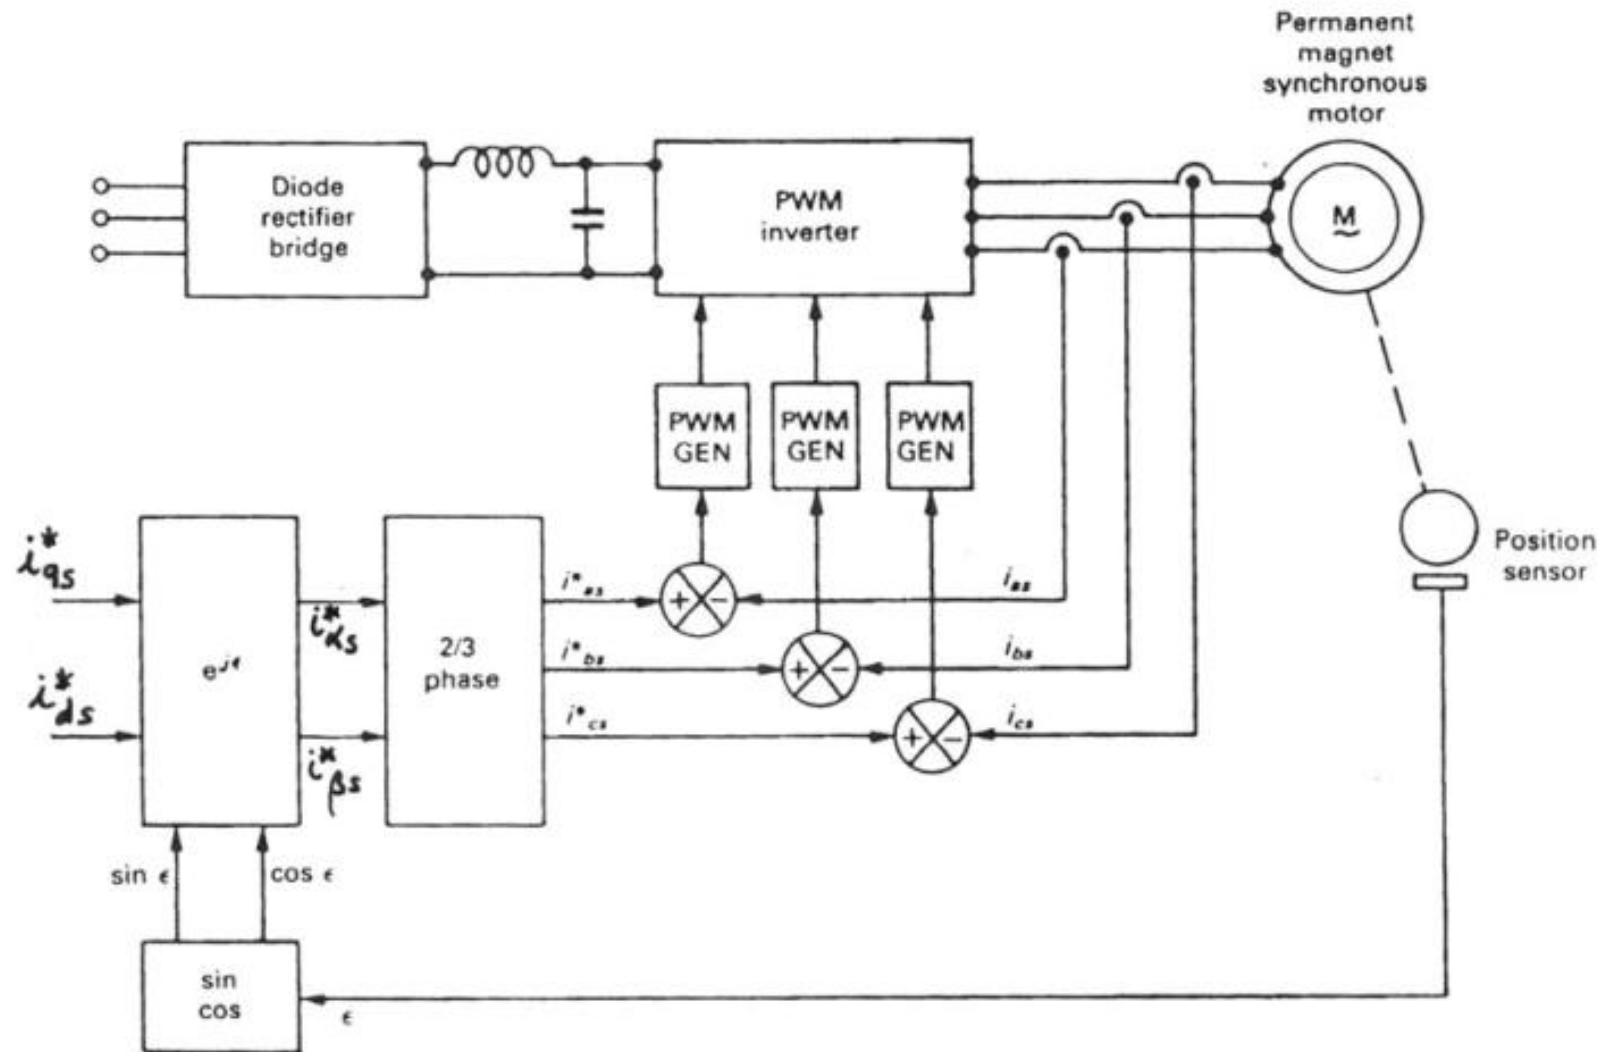 Permanent
magnet
synchronous
motor
Diode
rectifier
bridge
PWM
inverter
M
~
PWM
GEN
PWM
GEN
PWM
GEN
Position
sensor
i*qs
i*ds
e^jε
i*αs
i*βs
2/3
phase
i*as
i*bs
i*cs
+ -
+ -
+ -
ias
ibs
ics
sin ε
cos ε
sin
cos
ε